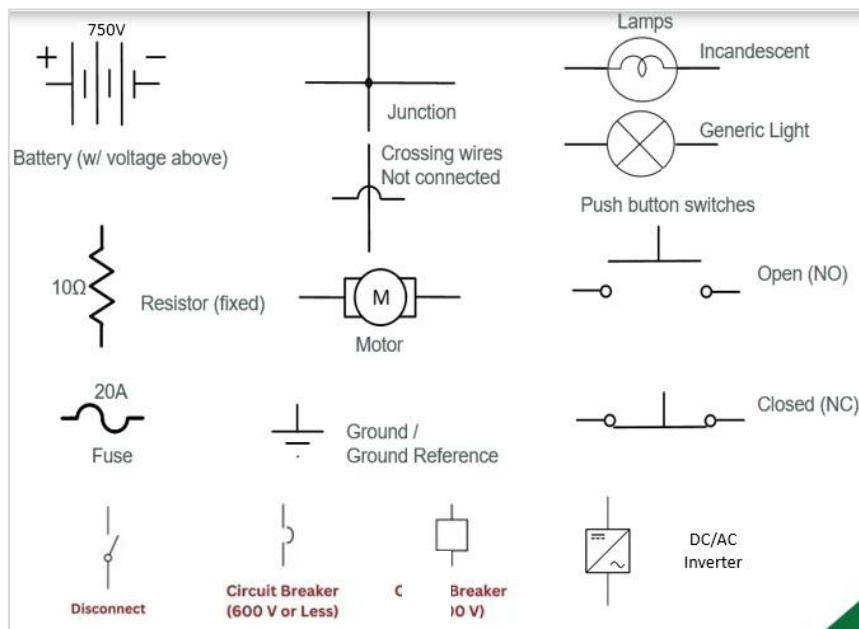 750V
+
−
Battery (w/ voltage above)
Junction
Crossing wires
Not connected
Lamps
Incandescent
Generic Light
Push button switches
Open (NO)
10Ω
Resistor (fixed)
M
Motor
Closed (NC)
20A
Fuse
Ground /
Ground Reference
Disconnect
Circuit Breaker
(600 V or Less)
Breaker
V)
DC/AC
Inverter